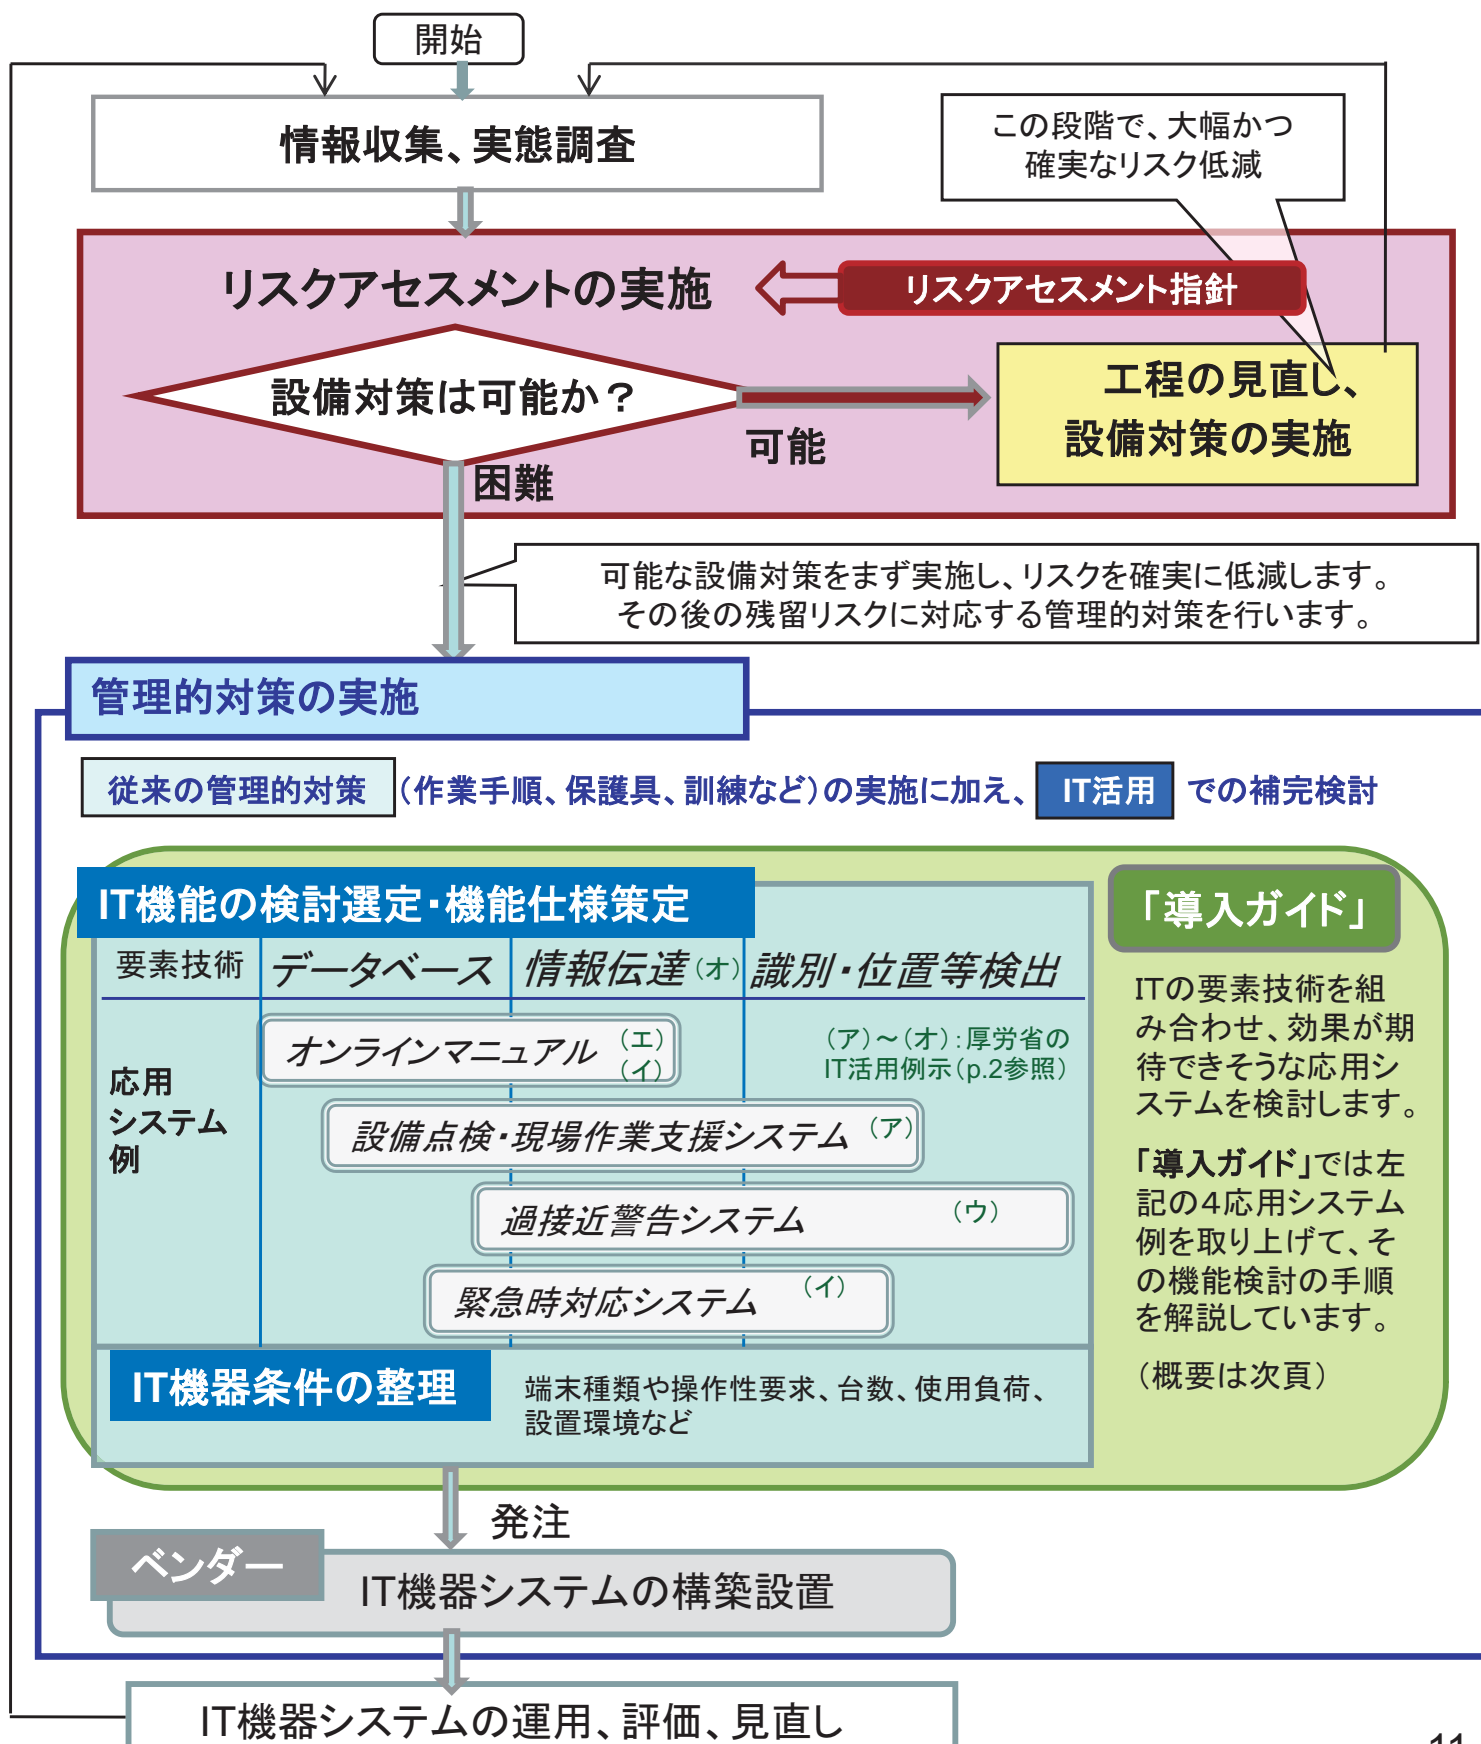 開始
情報収集、実態調査
この段階で、大幅かつ
確実なリスク低減
リスクアセスメントの実施
リスクアセスメント指針
設備対策は可能か？
可能
工程の見直し、
設備対策の実施
困難
可能な設備対策をまず実施し、リスクを確実に低減します。
その後の残留リスクに対応する管理的対策を行います。
管理的対策の実施
従来の管理的対策（作業手順、保護具、訓練など）の実施に加え、IT活用での補完検討
IT機能の検討選定・機能仕様策定
要素技術 データベース 情報伝達（オ） 識別・位置等検出
応用
システム
例
オンラインマニュアル （エ）
（イ）
（ア）～（オ）：厚労省の
IT活用例示（p.2参照）
設備点検・現場作業支援システム （ア）
過接近警告システム （ウ）
緊急時対応システム （イ）
IT機器条件の整理
端末種類や操作性要求、台数、使用負荷、
設置環境など
「導入ガイド」
ITの要素技術を組
み合わせ、効果が期
待できそうな応用シ
ステムを検討します。
「導入ガイド」では左
記の４応用システム
例を取り上げて、そ
の機能検討の手順
を解説しています。
（概要は次頁）
発注
ベンダー
IT機器システムの構築設置
IT機器システムの運用、評価、見直し
11